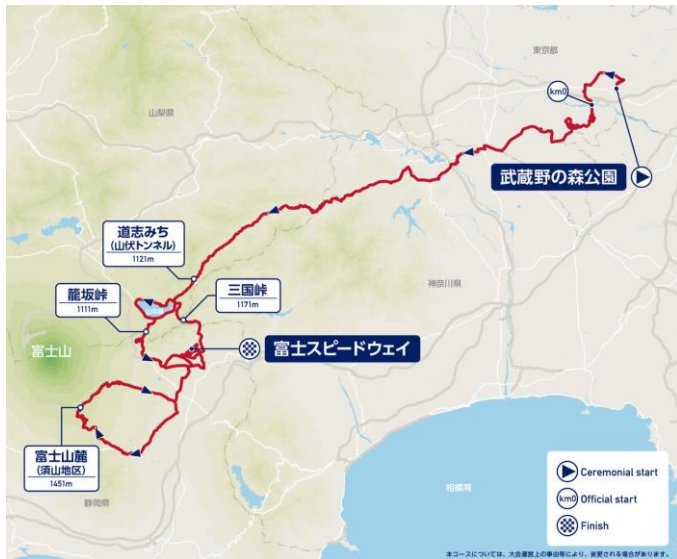 東京都
km0
山梨県
武蔵野の森公園
道志みち
(山伏トンネル)
1121m
神奈川県
籠坂峠
1111m
三国峠
1171m
富士山
富士スピードウェイ
富士山麓
(須山地区)
1451m
静岡県
相模湾
Ceremonial start
km0
Official start
Finish
本コースについては、大会運営上の事由等により、変更される場合があります。